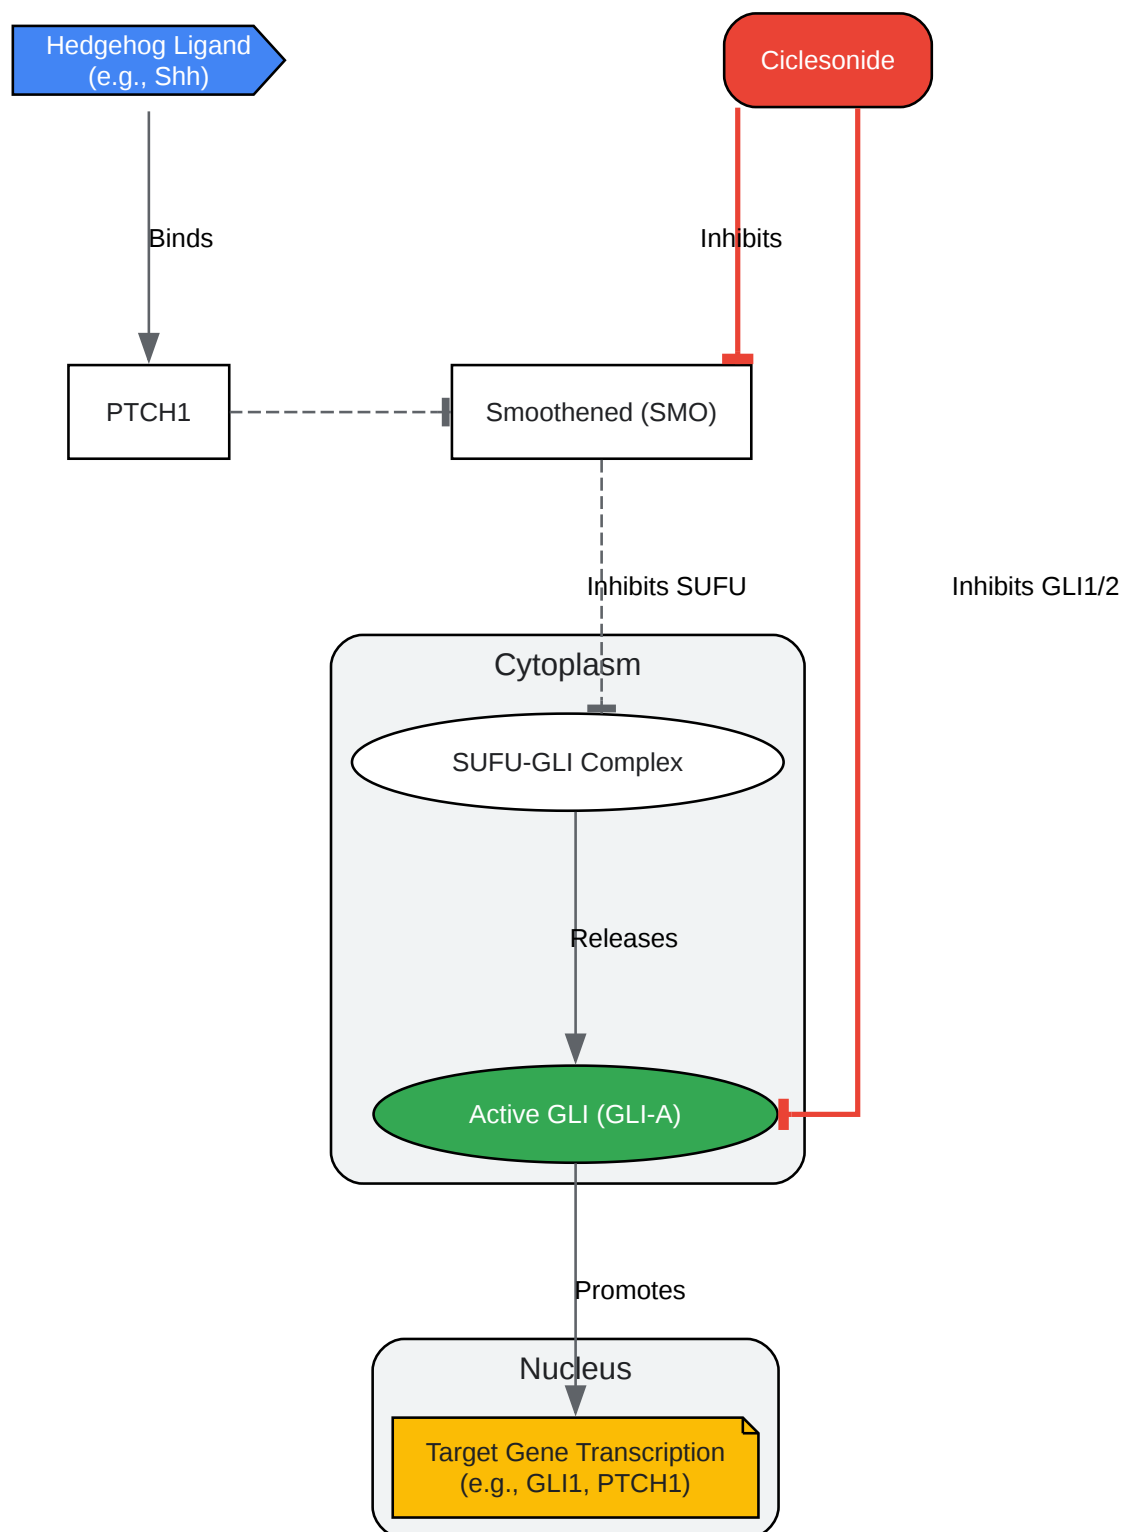 Hedgehog Ligand
(e.g., Shh)
Ciclesonide
Binds
Inhibits
PTCH1
Smoothened (SMO)
Inhibits SUFU
Inhibits GLI1/2
Cytoplasm
SUFU-GLI Complex
Releases
Active GLI (GLI-A)
Promotes
Nucleus
Target Gene Transcription
(e.g., GLI1, PTCH1)